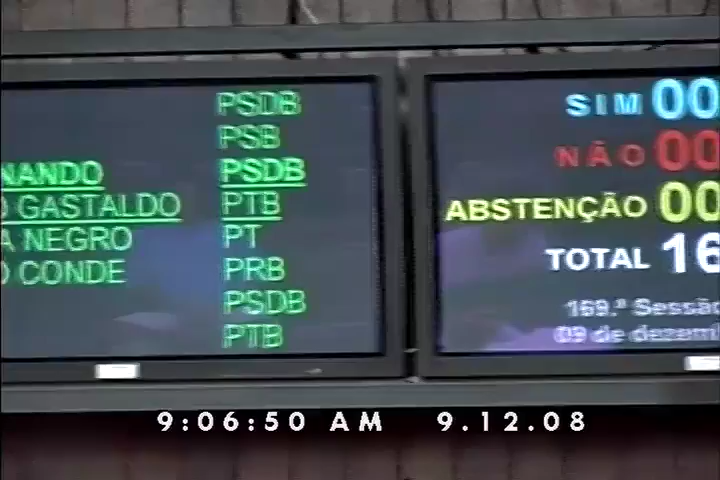 PSDB
PSB
NANDO PSDB
O GASTALDO PTB
A NEGRO PT
O CONDE PRB
PSDB
PTB
SIM 00
NÃO 00
ABSTENÇÃO 00
TOTAL 16
169.ª Sessão
09 de dezem
9:06:50 AM 9.12.08